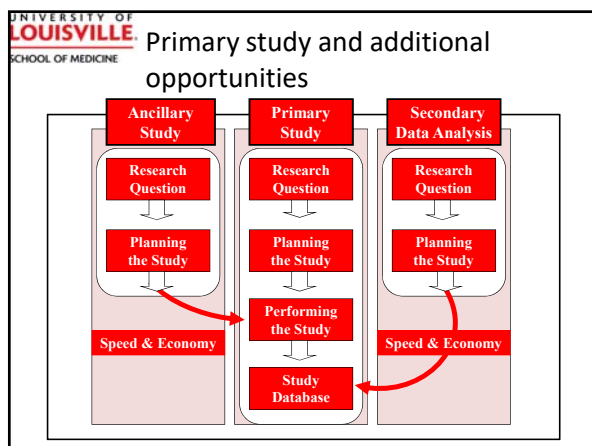 UNIVERSITY OF
LOUISVILLE.
SCHOOL OF MEDICINE
Primary study and additional
opportunities
Ancillary
Study
Primary
Study
Secondary
Data Analysis
Research
Question
Research
Question
Research
Question
Planning
the Study
Planning
the Study
Planning
the Study
Performing
the Study
Speed & Economy
Speed & Economy
Study
Database